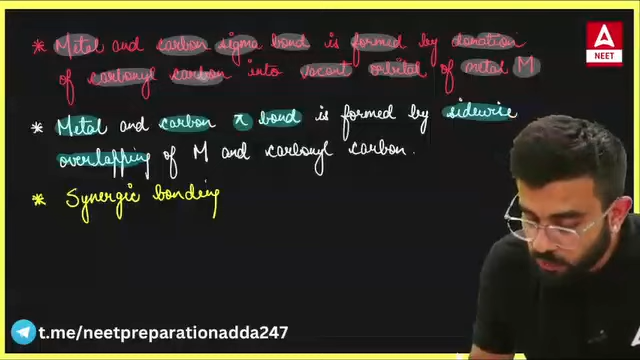 * Metal and carbon sigma bond is formed by donation
of carbonyl carbon into vacant orbital of metal M
* Metal and carbon π bond is formed by sidewise
overlapping of M and carbonyl carbon.
* Synergic bonding
A
NEET
t.me/neetpreparationadda247